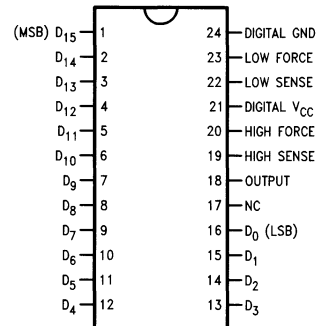 (MSB) D15 1 24 DIGITAL GND
D14 2 23 LOW FORCE
D13 3 22 LOW SENSE
D12 4 21 DIGITAL VCC
D11 5 20 HIGH FORCE
D10 6 19 HIGH SENSE
D9 7 18 OUTPUT
D8 8 17 NC
D7 9 16 D0 (LSB)
D6 10 15 D1
D5 11 14 D2
D4 12 13 D3